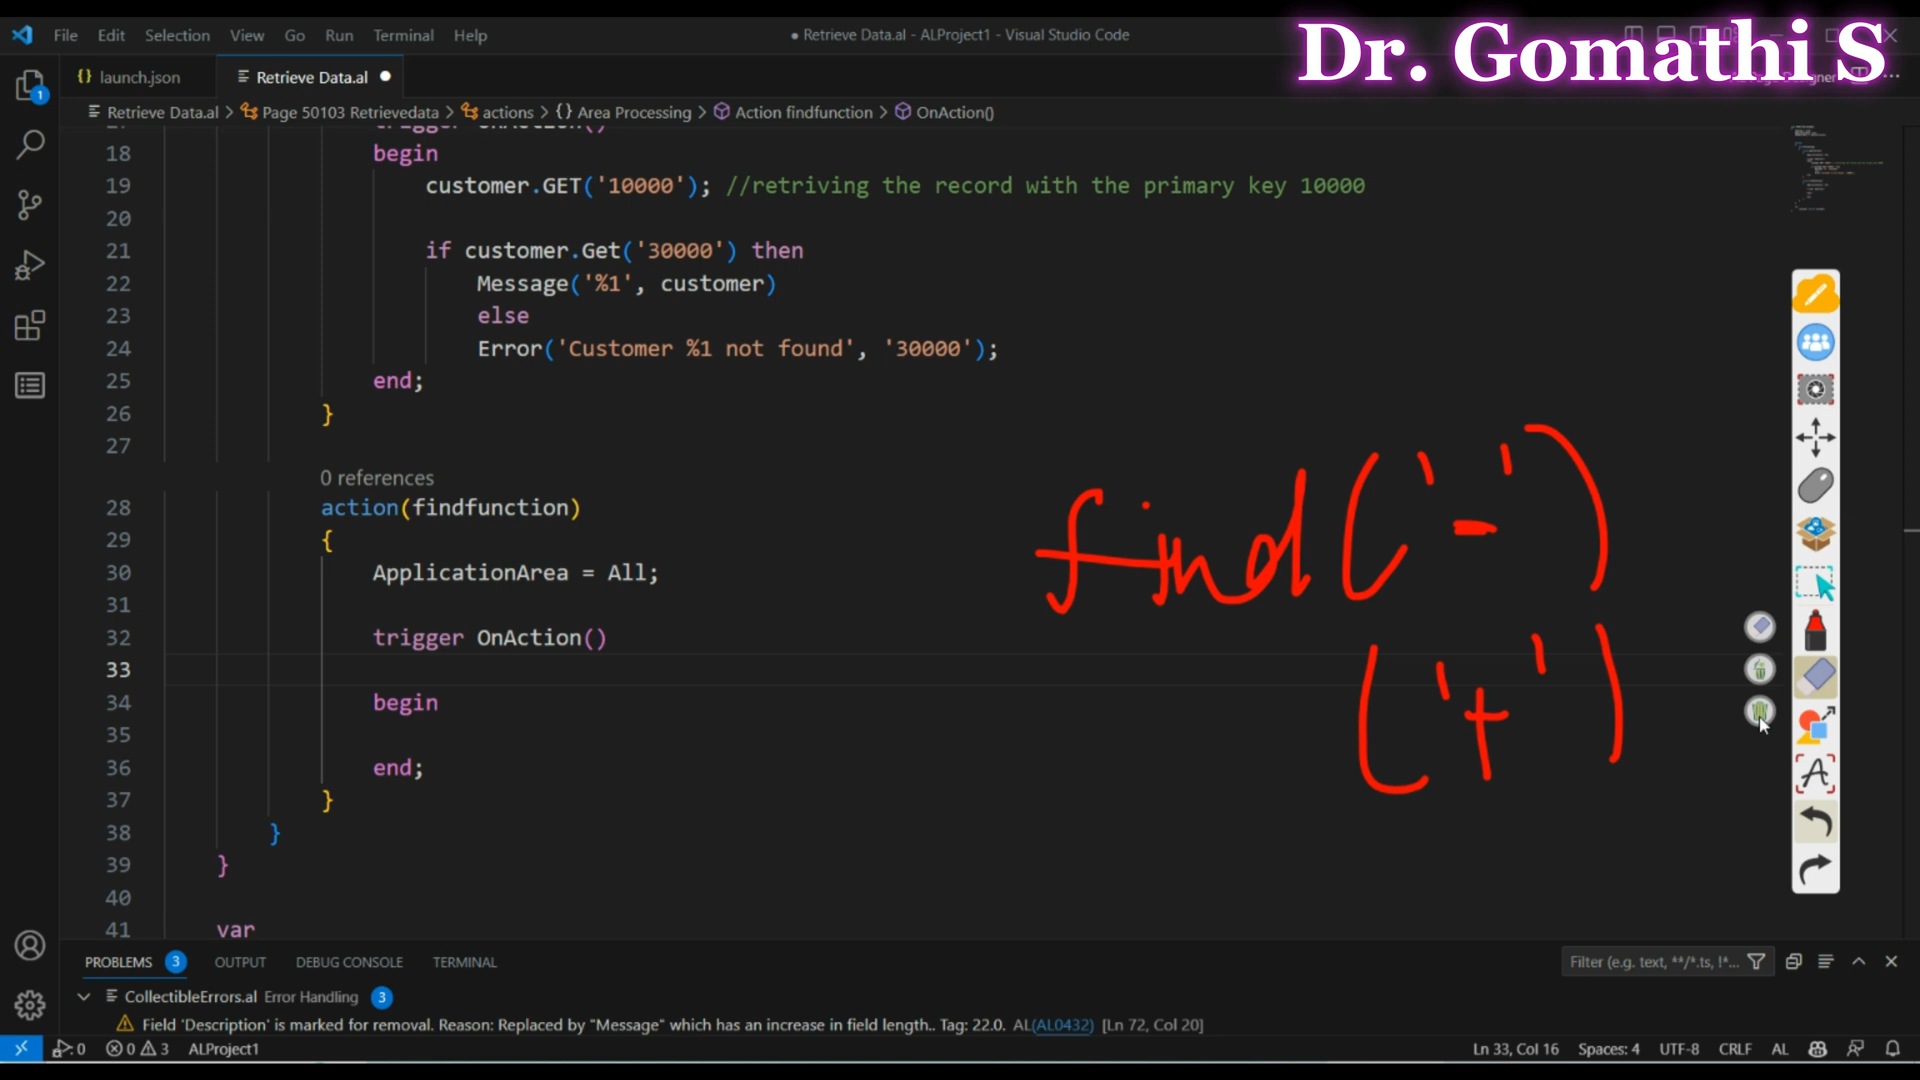 Dr. Gomathi S
File Edit Selection View Go Run Terminal Help
● Retrieve Data.al - ALProject1 - Visual Studio Code
launch.json
Retrieve Data.al ●
Retrieve Data.al > Page 50103 Retrievedata > actions > {} Area Processing > Action findfunction > OnAction()
18 begin
19 customer.GET('10000'); //retriving the record with the primary key 10000
20
21 if customer.Get('30000') then
22 Message('%1', customer)
23 else
24 Error('Customer %1 not found', '30000');
25 end;
26 }
27
0 references
28 action(findfunction)
29 {
30 ApplicationArea = All;
31
32 trigger OnAction()
33
34 begin
35
36 end;
37 }
38 }
39 }
40
41 var
find('-')
('+')
PROBLEMS 3 OUTPUT DEBUG CONSOLE TERMINAL
Filter (e.g. text, **/*.ts, !*...
CollectibleErrors.al Error Handling 3
Field 'Description' is marked for removal. Reason: Replaced by "Message" which has an increase in field length.. Tag: 22.0. AL(AL0432) [Ln 72, Col 20]
0 0 3 ALProject1
Ln 33, Col 16 Spaces: 4 UTF-8 CRLF AL